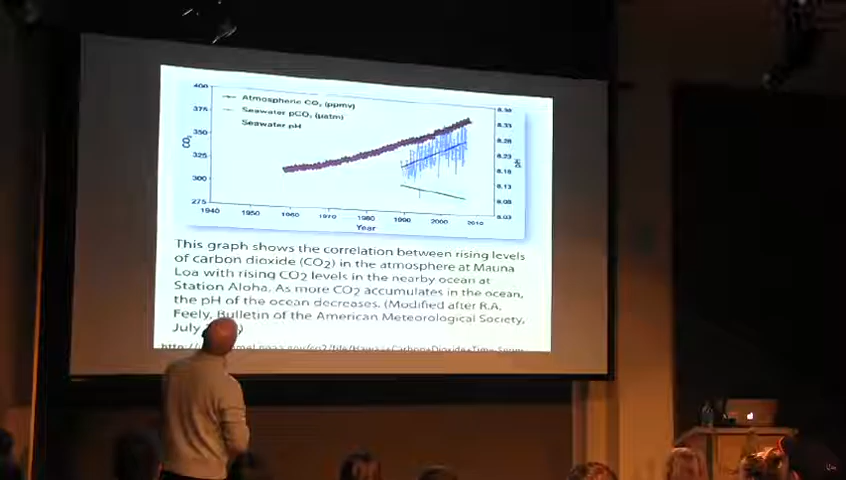 400
375
350
325
300
275
CO2
Atmospheric CO2 (ppmv)
Seawater pCO2 (µatm)
Seawater pH
8.38
8.33
8.28
8.23
8.18
8.13
8.08
8.03
pH
1940 1950 1960 1970 1980 1990 2000 2010
Year
This graph shows the correlation between rising levels
of carbon dioxide (CO2) in the atmosphere at Mauna
Loa with rising CO2 levels in the nearby ocean at
Station Aloha. As more CO2 accumulates in the ocean,
the pH of the ocean decreases. (Modified after R.A.
Feely, Bulletin of the American Meteorological Society,
July